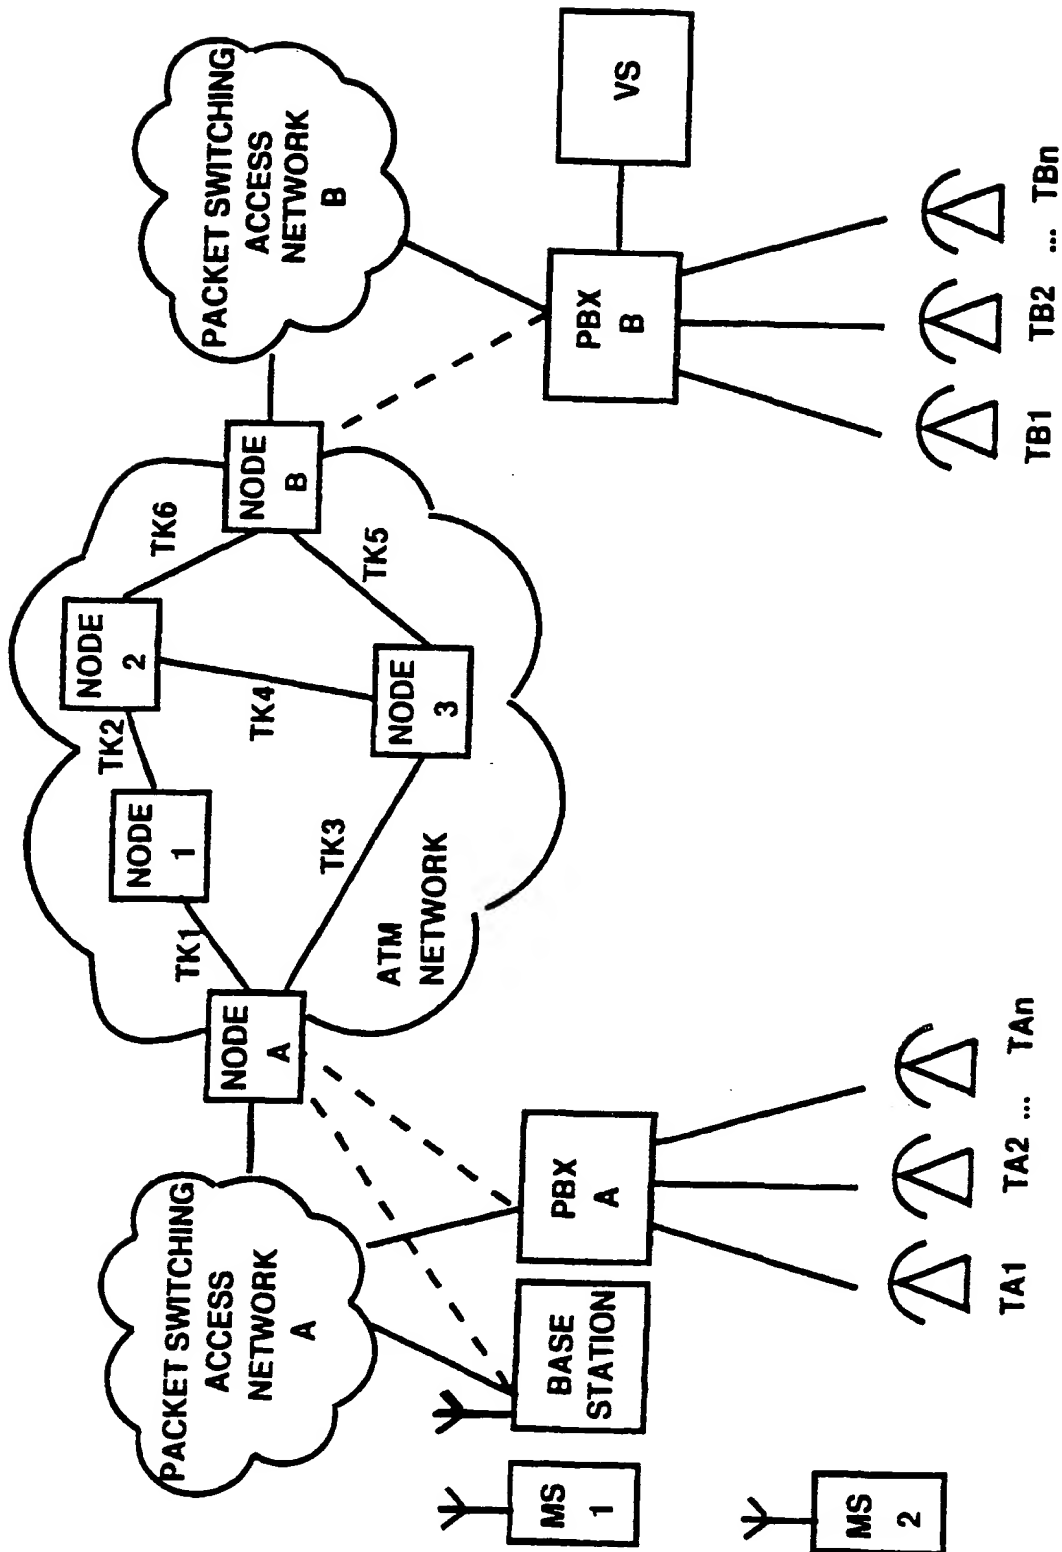 PACKET SWITCHING
ACCESS
NETWORK
A
NODE
A
TK1
NODE
1
TK2
NODE
2
TK6
TK4
TK3
NODE
3
TK5
ATM
NETWORK
NODE
B
PACKET SWITCHING
ACCESS
NETWORK
B
MS
1
BASE
STATION
PBX
A
PBX
B
VS
MS
2
TA1
TA2 ... TAn
TB1
TB2 ... TBn